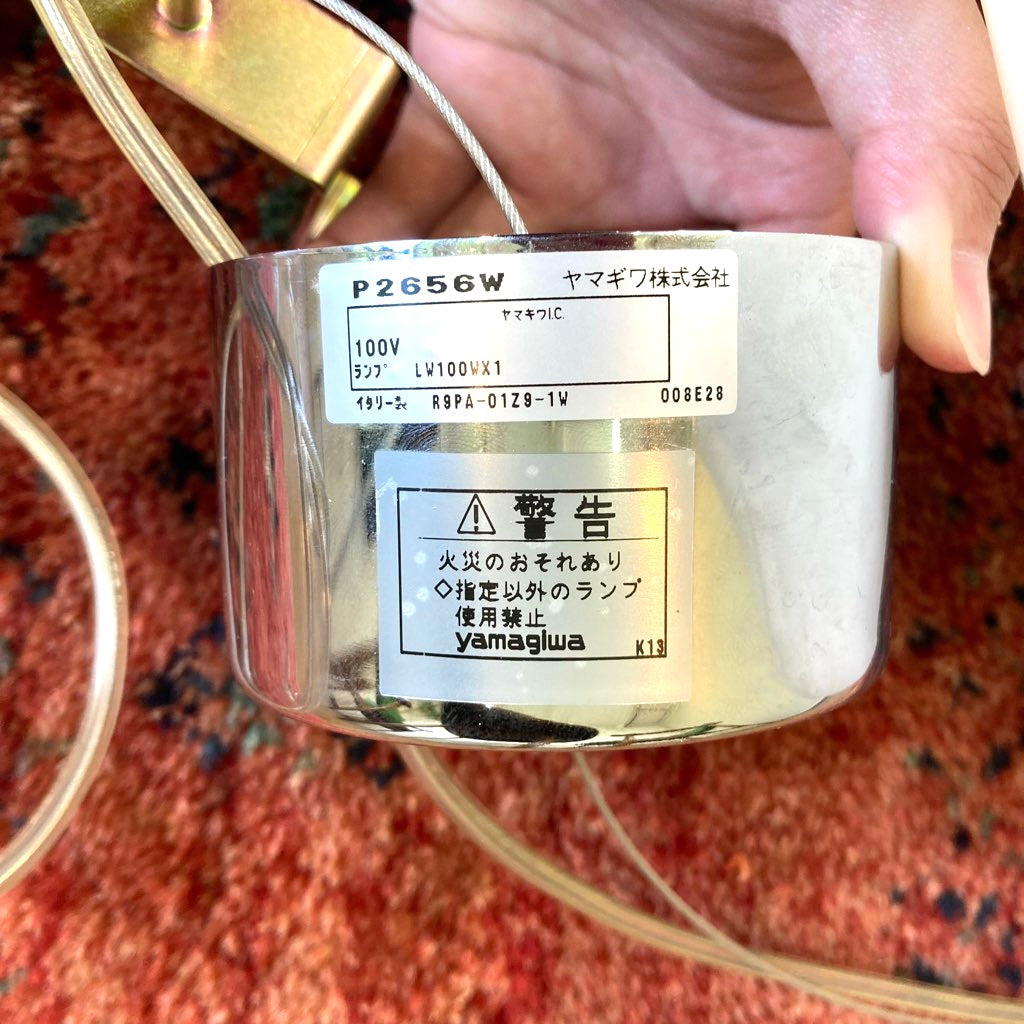 P2656W ヤマギワ株式会社
ヤマギワI.C.
100V
ランプ LW100WX1
イタリー製 R9PA-01Z9-1W 008E28
警告
火災のおそれあり
◇指定以外のランプ
使用禁止
yamagiwa K13